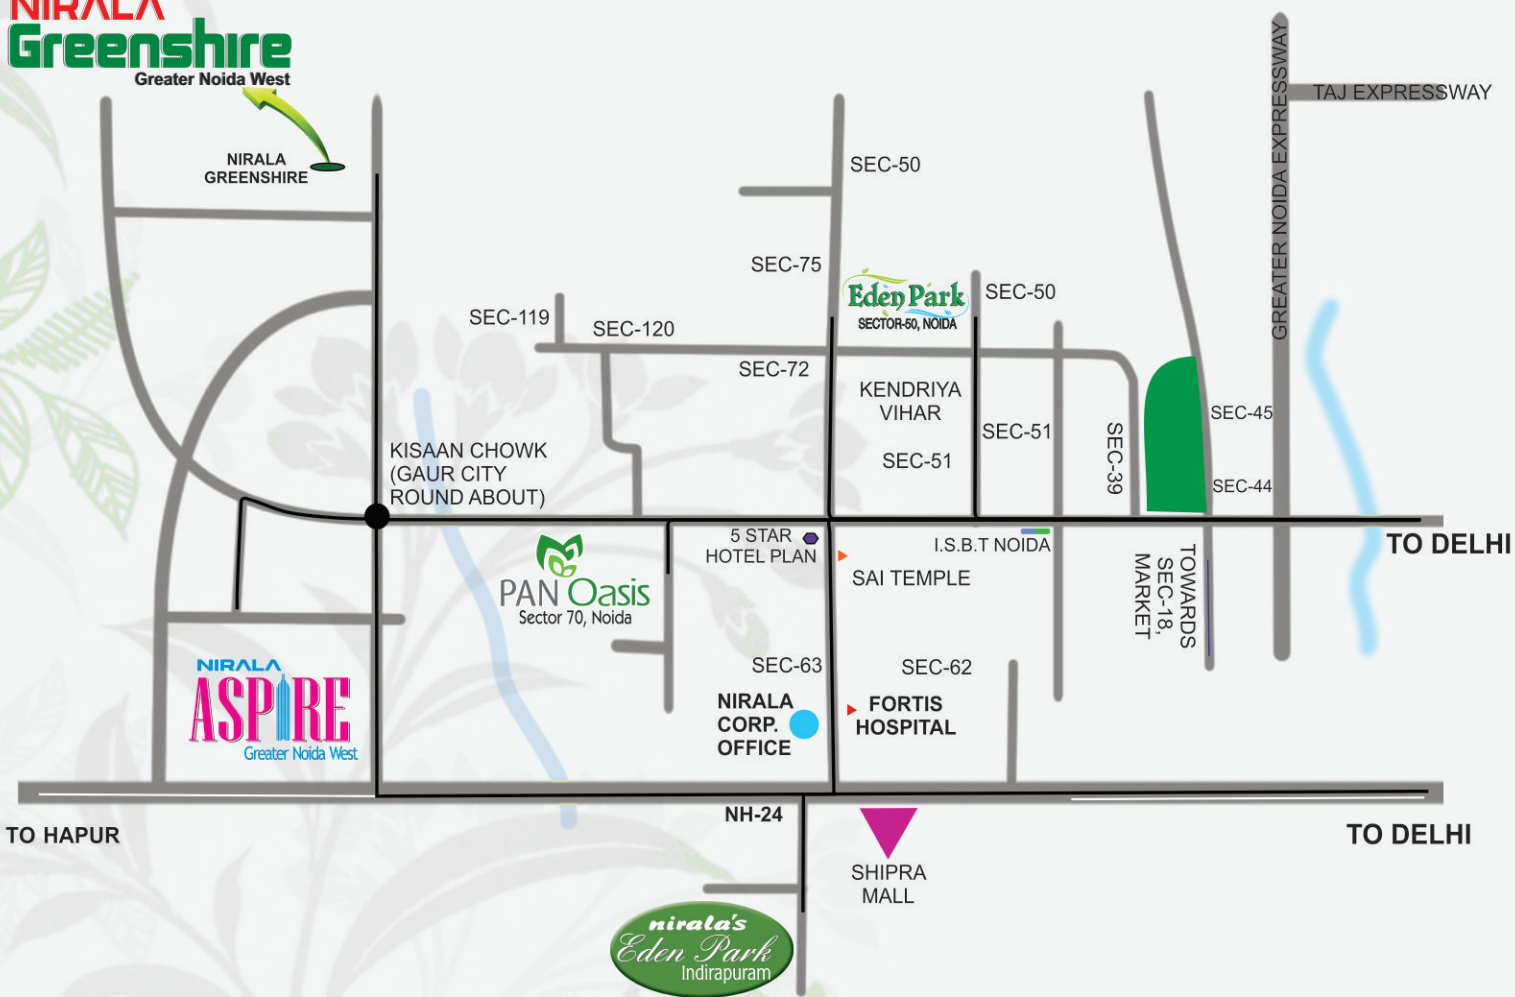 NIRALA
Greenshire
Greater Noida West
NIRALA
GREENSHIRE
TAJ EXPRESSWAY
GREATER NOIDA EXPRESSWAY
SEC-50
SEC-75
Eden Park
SECTOR-50, NOIDA
SEC-50
SEC-119
SEC-120
SEC-72
KENDRIYA
VIHAR
SEC-51
SEC-51
SEC-39
SEC-45
SEC-44
KISAAN CHOWK
(GAUR CITY
ROUND ABOUT)
5 STAR
HOTEL PLAN
I.S.B.T NOIDA
TO DELHI
PAN Oasis
Sector 70, Noida
SAI TEMPLE
TOWARDS
SEC-18,
MARKET
SEC-63
SEC-62
NIRALA
ASPIRE
Greater Noida West
NIRALA
CORP.
OFFICE
FORTIS
HOSPITAL
NH-24
TO HAPUR
TO DELHI
SHIPRA
MALL
nirala's
Eden Park
Indirapuram